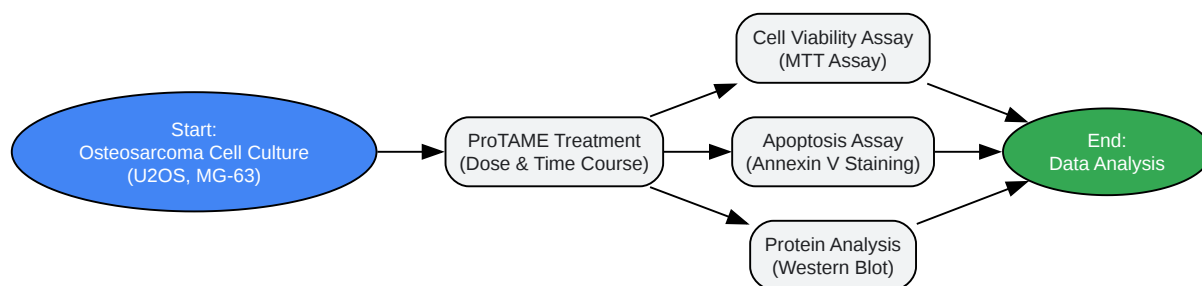 Start:
Osteosarcoma Cell Culture
(U2OS, MG-63)
ProTAME Treatment
(Dose & Time Course)
Cell Viability Assay
(MTT Assay)
Apoptosis Assay
(Annexin V Staining)
Protein Analysis
(Western Blot)
End:
Data Analysis